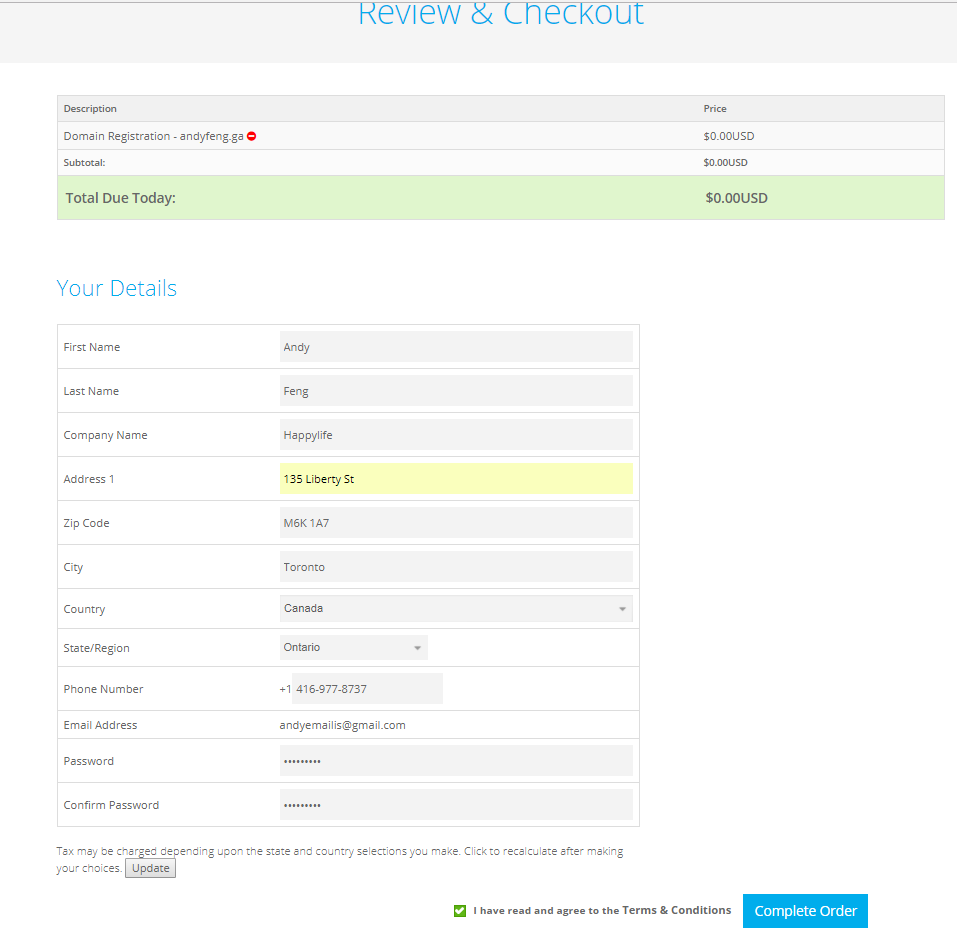 Review & Checkout
Description Price
Domain Registration - andyfeng.ga $0.00USD
Subtotal: $0.00USD
Total Due Today: $0.00USD
Your Details
First Name Andy
Last Name Feng
Company Name Happylife
Address 1 135 Liberty St
Zip Code M6K 1A7
City Toronto
Country Canada
State/Region Ontario
Phone Number +1 416-977-8737
Email Address andyemailis@gmail.com
Password •••••••••
Confirm Password •••••••••
Tax may be charged depending upon the state and country selections you make. Click to recalculate after making
your choices. Update
I have read and agree to the Terms & Conditions Complete Order